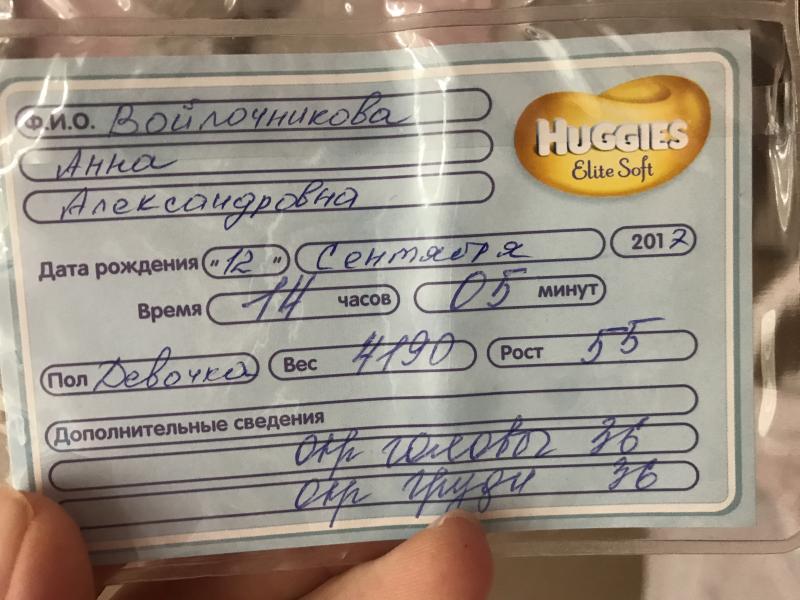 Ф.И.О. Войлочникова
Анна
Александровна
HUGGIES
Elite Soft
Дата рождения "12" Сентября 2017
Время 14 часов 05 минут
Пол Девочка Вес 4190 Рост 55
Дополнительные сведения
окр головы 36
окр груди 36